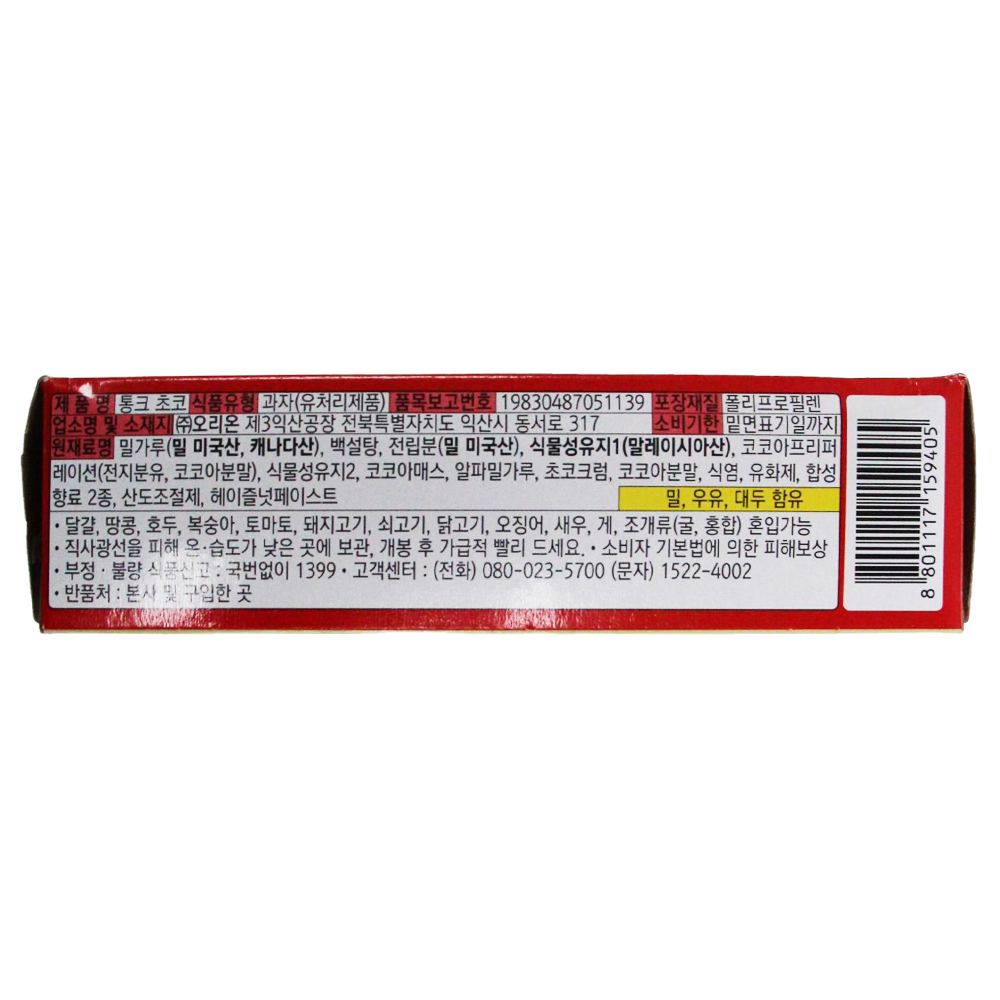 제 품 명 통크 초코 식품유형 과자(유처리제품) 품목보고번호 19830487051139 포장재질 폴리프로필렌
업소명 및 소재지 ㈜오리온 제3익산공장 전북특별자치도 익산시 동서로 317 소비기한 밑면표기일까지
원재료명 밀가루(밀 미국산, 캐나다산), 백설탕, 전립분(밀 미국산), 식물성유지1(말레이시아산), 코코아프리퍼
레이션(전지분유, 코코아분말), 식물성유지2, 코코아매스, 알파밀가루, 초코크럼, 코코아분말, 식염, 유화제, 합성
향료 2종, 산도조절제, 헤이즐넛페이스트 밀, 우유, 대두 함유
• 달걀, 땅콩, 호두, 복숭아, 토마토, 돼지고기, 쇠고기, 닭고기, 오징어, 새우, 게, 조개류(굴, 홍합) 혼입가능
• 직사광선을 피해 온 · 습도가 낮은 곳에 보관, 개봉 후 가급적 빨리 드세요. • 소비자 기본법에 의한 피해보상
• 부정 · 불량 식품신고 : 국번없이 1399 • 고객센터 : (전화) 080-023-5700 (문자) 1522-4002
• 반품처 : 본사 및 구입한 곳
8 801117 159405